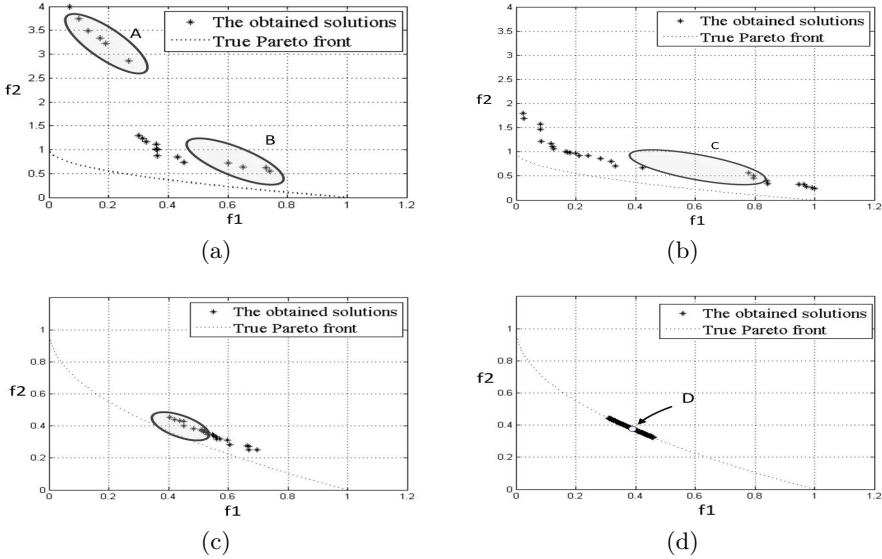 4
3.5
3
2.5
f2
2
1.5
1
0.5
0
0 0.2 0.4 0.6 0.8 1 1.2
f1
A
B
The obtained solutions
True Pareto front
(a)
4
3.5
3
2.5
f2
2
1.5
1
0.5
0
0 0.2 0.4 0.6 0.8 1 1.2
f1
C
The obtained solutions
True Pareto front
(b)
1
0.8
f2
0.6
0.4
0.2
0
0 0.2 0.4 0.6 0.8 1 1.2
f1
The obtained solutions
True Pareto front
(c)
1
0.8
f2
0.6
0.4
0.2
0
0 0.2 0.4 0.6 0.8 1 1.2
f1
D
The obtained solutions
True Pareto front
(d)